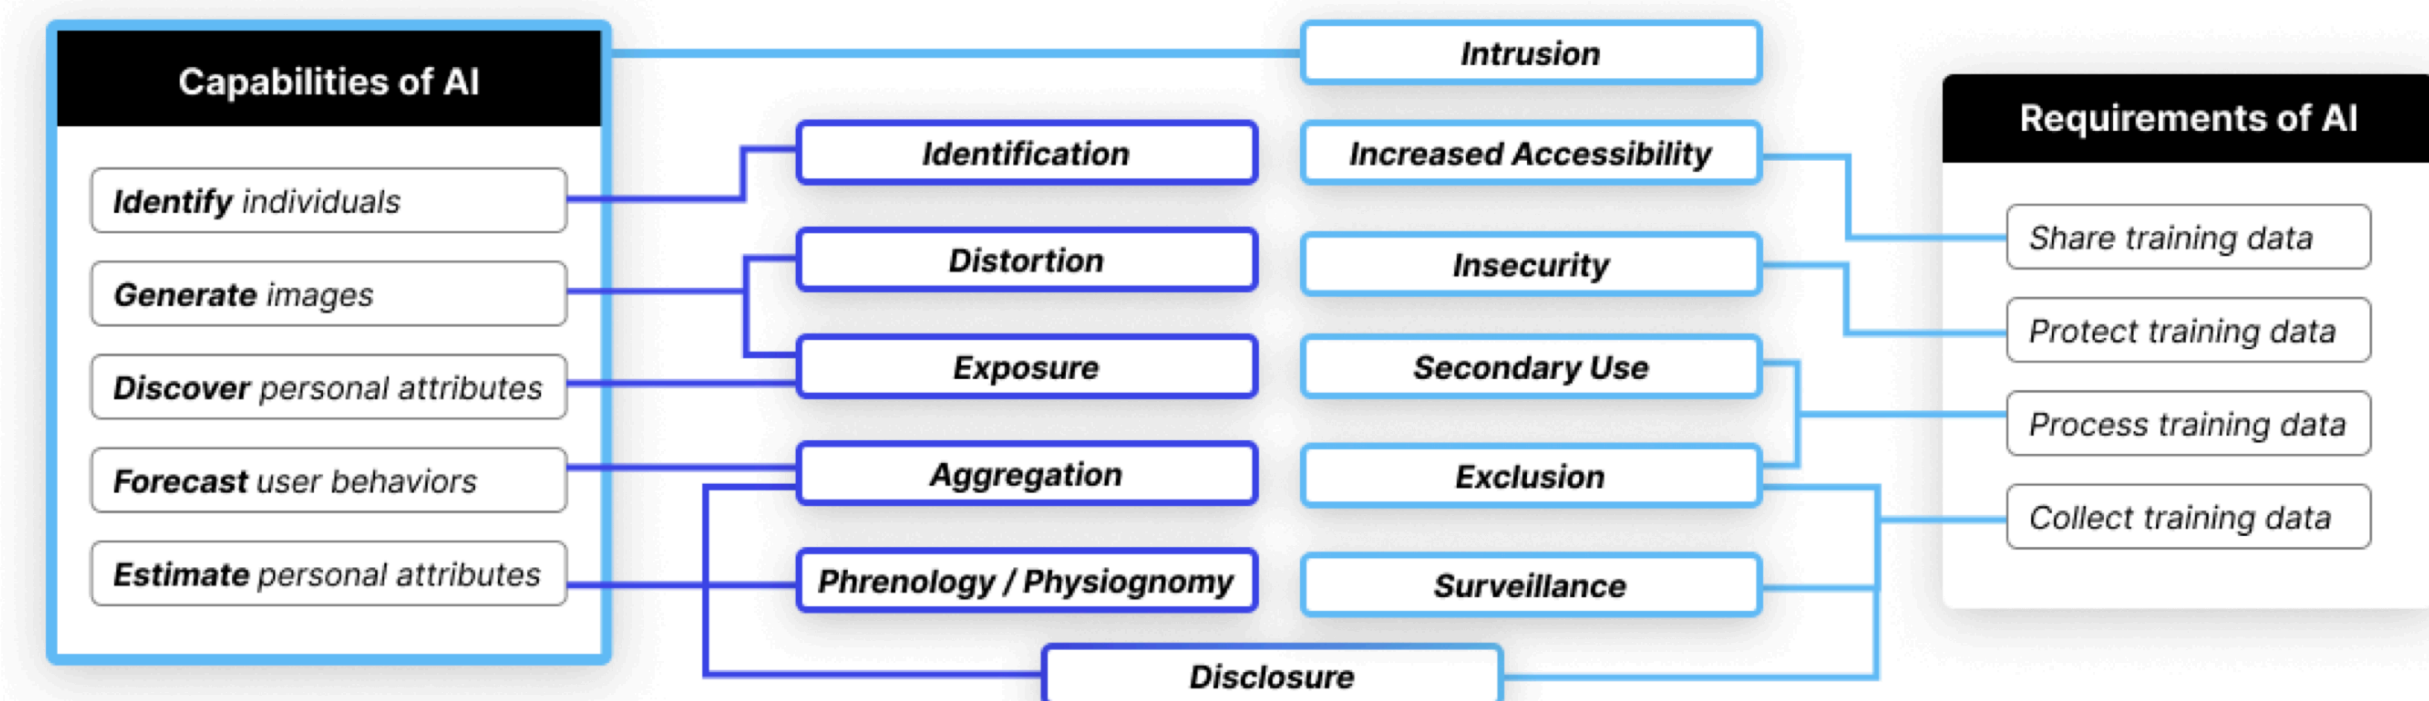 Capabilities of AI
Identify individuals
Generate images
Discover personal attributes
Forecast user behaviors
Estimate personal attributes
Identification
Distortion
Exposure
Aggregation
Phrenology / Physiognomy
Disclosure
Intrusion
Increased Accessibility
Insecurity
Secondary Use
Exclusion
Surveillance
Requirements of AI
Share training data
Protect training data
Process training data
Collect training data